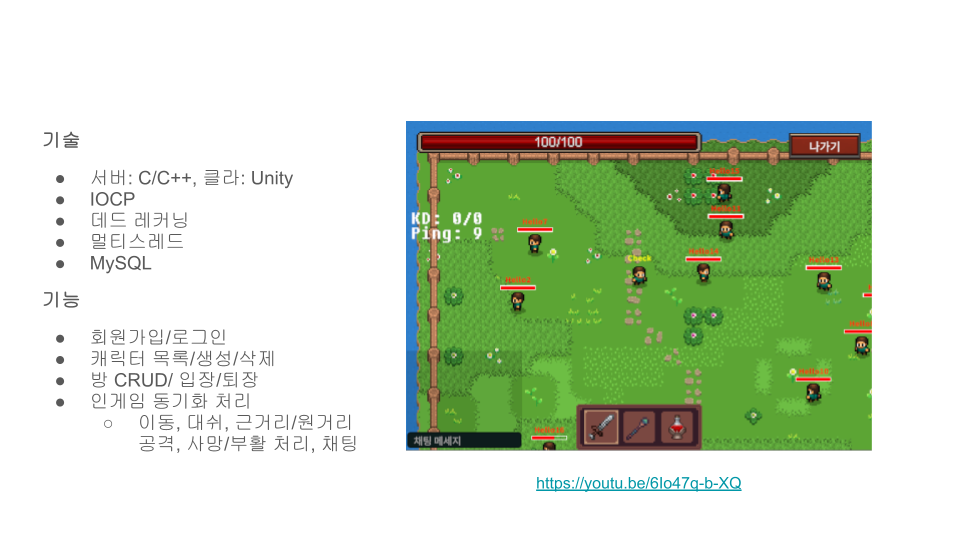 기술
● 서버: C/C++, 클라: Unity
● IOCP
● 데드 레커닝
● 멀티스레드
● MySQL
기능
● 회원가입/로그인
● 캐릭터 목록/생성/삭제
● 방 CRUD/ 입장/퇴장
● 인게임 동기화 처리
○ 이동, 대쉬, 근거리/원거리
공격, 사망/부활 처리, 채팅
100/100
나가기
KD: 0/0
Ping: 9
Check
채팅 메세지
https://youtu.be/6Io47q-b-XQ